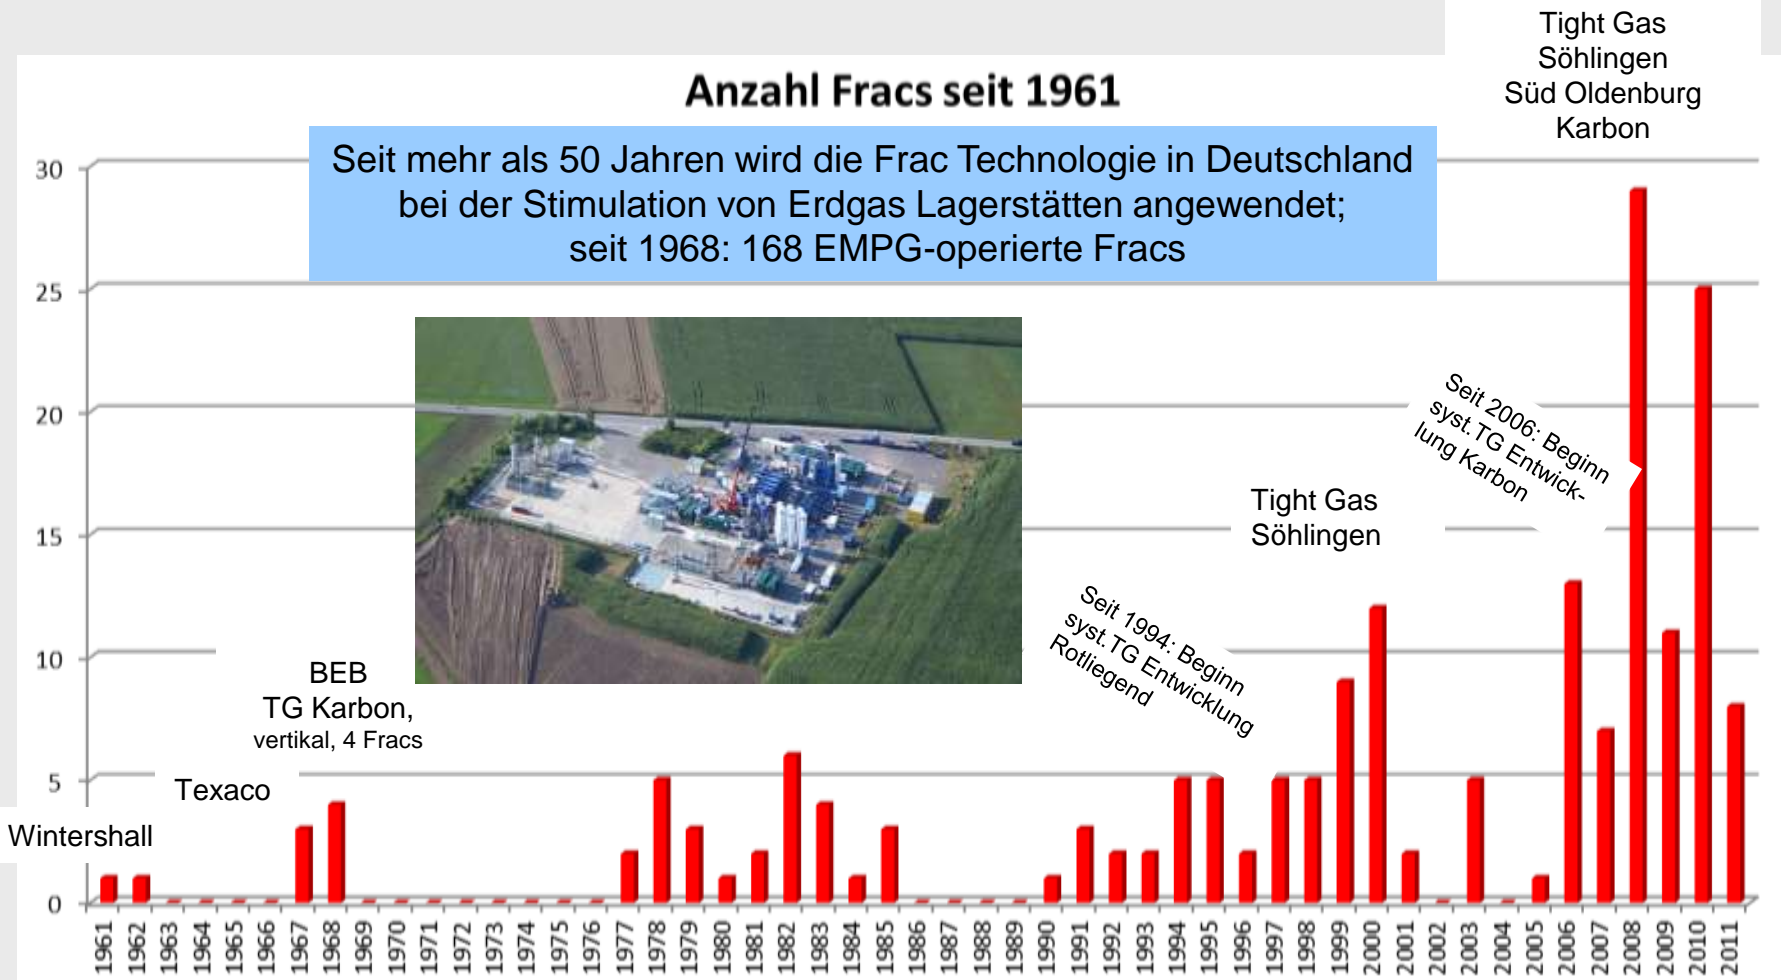 Tight Gas
Söhlingen
Süd Oldenburg
Karbon
Anzahl Fracs seit 1961
Seit mehr als 50 Jahren wird die Frac Technologie in Deutschland
bei der Stimulation von Erdgas Lagerstätten angewendet;
seit 1968: 168 EMPG-operierte Fracs
30
25
20
15
10
5
0
Seit 2006: Beginn
syst.TG Entwick-
lung Karbon
Tight Gas
Söhlingen
Seit 1994: Beginn
syst.TG Entwicklung
Rotliegend
BEB
TG Karbon,
vertikal, 4 Fracs
Texaco
Wintershall
1961
1962
1963
1964
1965
1966
1967
1968
1969
1970
1971
1972
1973
1974
1975
1976
1977
1978
1979
1980
1981
1982
1983
1984
1985
1986
1987
1988
1989
1990
1991
1992
1993
1994
1995
1996
1997
1998
1999
2000
2001
2002
2003
2004
2005
2006
2007
2008
2009
2010
2011